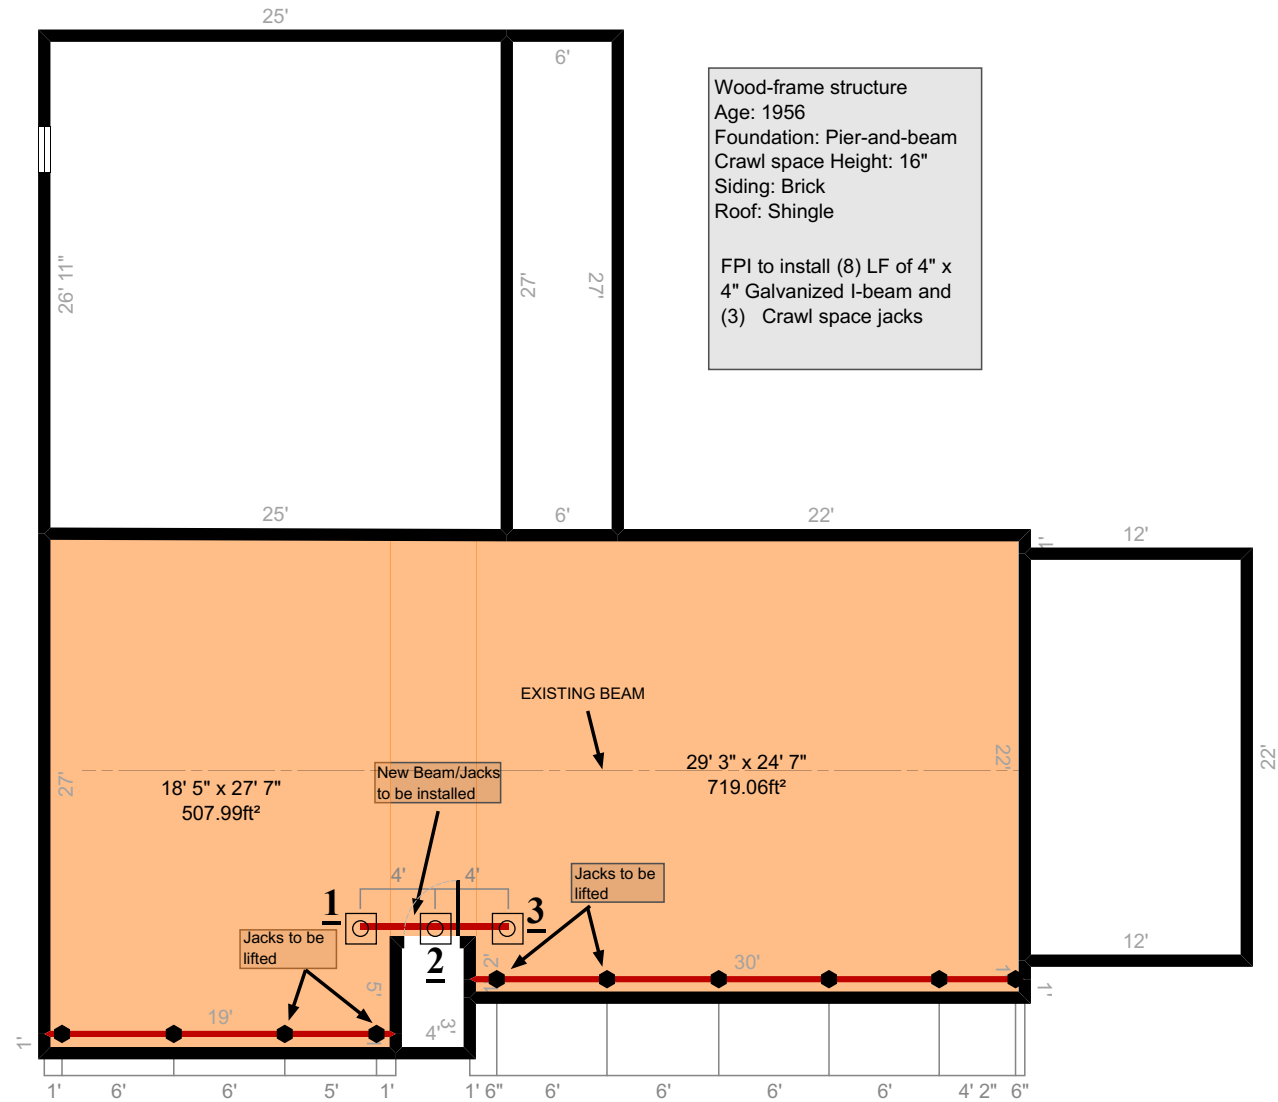 25'
6'
Wood-frame structure
Age: 1956
Foundation: Pier-and-beam
Crawl space Height: 16"
Siding: Brick
Roof: Shingle
FPI to install (8) LF of 4" x
4" Galvanized I-beam and
(3) Crawl space jacks
26' 11"
27'
27'
25'
6'
22'
1'
12'
EXISTING BEAM
27'
18' 5" x 27' 7"
507.99ft²
New Beam/Jacks
to be installed
29' 3" x 24' 7"
719.06ft²
22'
22'
4'
4'
Jacks to be
lifted
1
3
2
Jacks to be
lifted
12'
5'
2'
1'
30'
1'
1'
19'
1'
4'
3'
1'
1'
6'
6'
5'
1'
1' 6"
6'
6'
6'
6'
4' 2"
6"